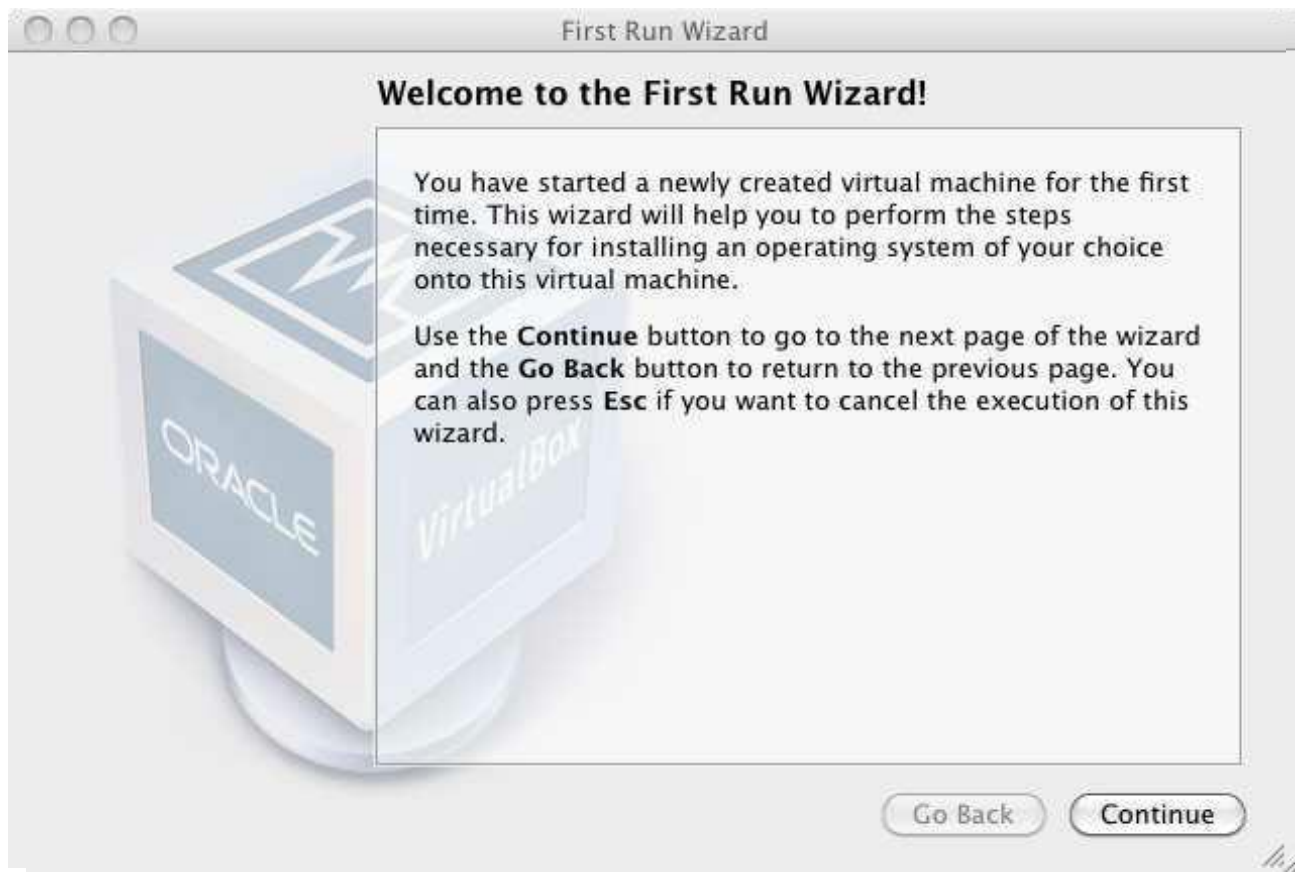 First Run Wizard
Welcome to the First Run Wizard!
You have started a newly created virtual machine for the first
time. This wizard will help you to perform the steps
necessary for installing an operating system of your choice
onto this virtual machine.
Use the Continue button to go to the next page of the wizard
and the Go Back button to return to the previous page. You
can also press Esc if you want to cancel the execution of this
wizard.
ORACLE
VirtualBox
Go Back
Continue